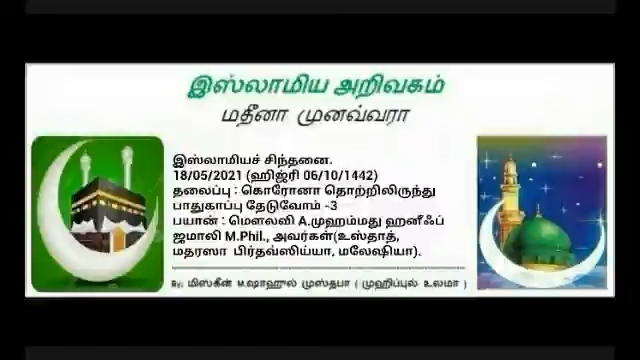 இஸ்லாமிய அறிவகம்
மதீனா முனவ்வரா
இஸ்லாமியச் சிந்தனை.
18/05/2021 (ஹிஜ்ரி 06/10/1442)
தலைப்பு : கொரோனா தொற்றிலிருந்து
பாதுகாப்பு தேடுவோம் -3
பயான் : மௌலவி A,முஹம்மது ஹனீஃப்
ஜமாலி M.Phil., அவர்கள்(உஸ்தாத்,
மதரஸா பிர்தவ்ஸிய்யா, மலேஷியா).
By: மிஸ்கீன் M.ஷாஹுல் முஸ்தபா ( முஹிப்புல் உலமா )